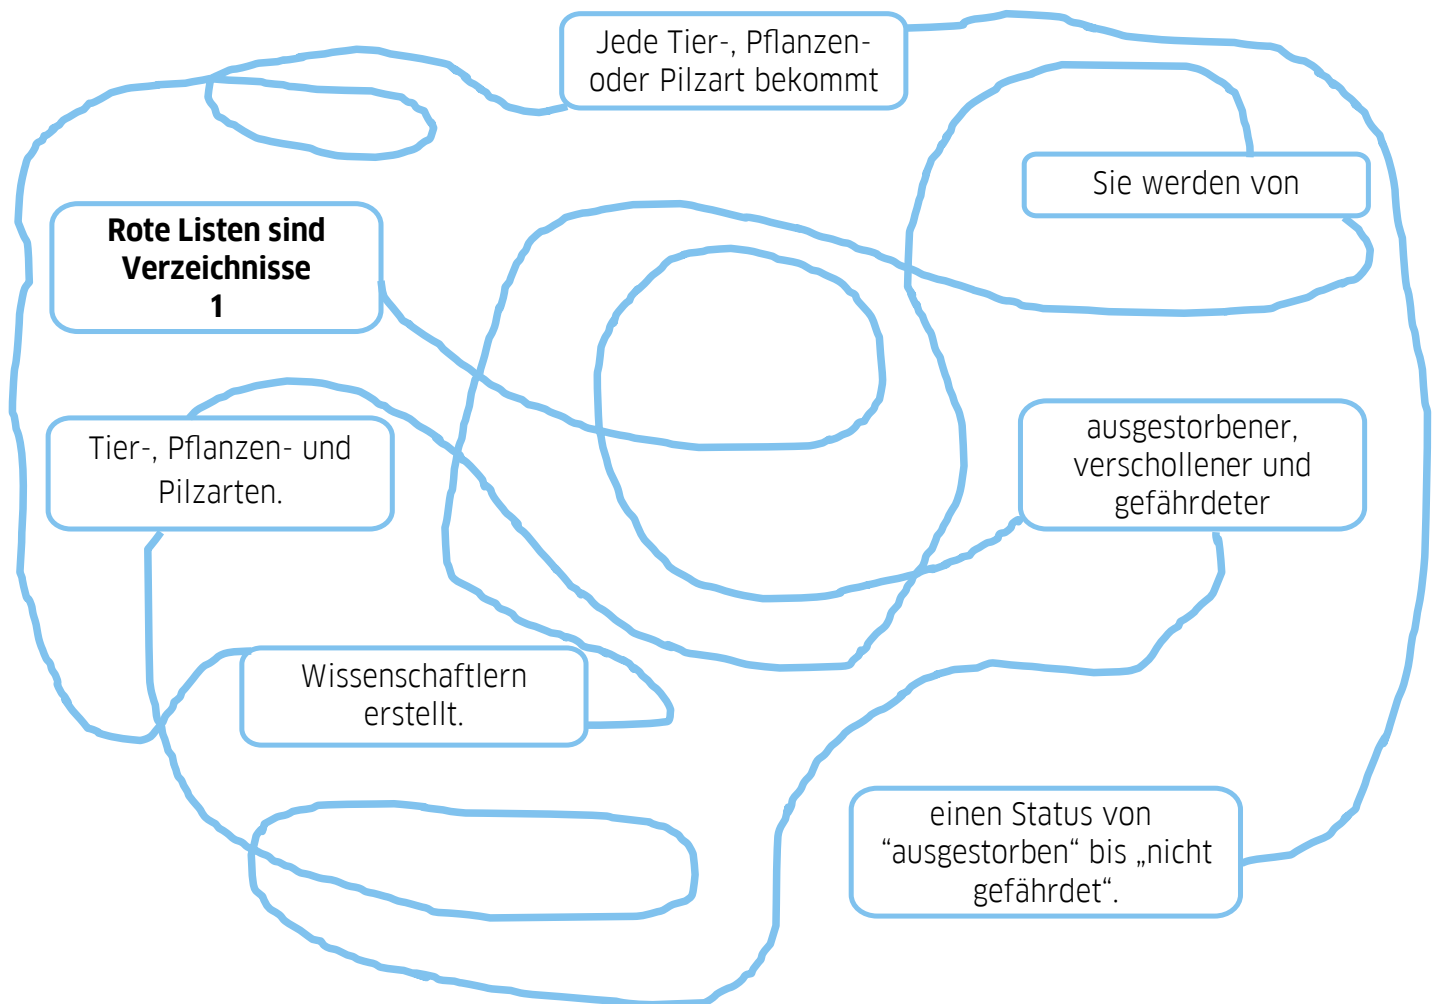 Jede Tier-, Pflanzen-
oder Pilzart bekommt
Sie werden von
Rote Listen sind
Verzeichnisse
1
Tier-, Pflanzen- und
Pilzarten.
ausgestorbener,
verschollener und
gefährdeter
Wissenschaftlern
erstellt.
einen Status von
“ausgestorben“ bis „nicht
gefährdet“.